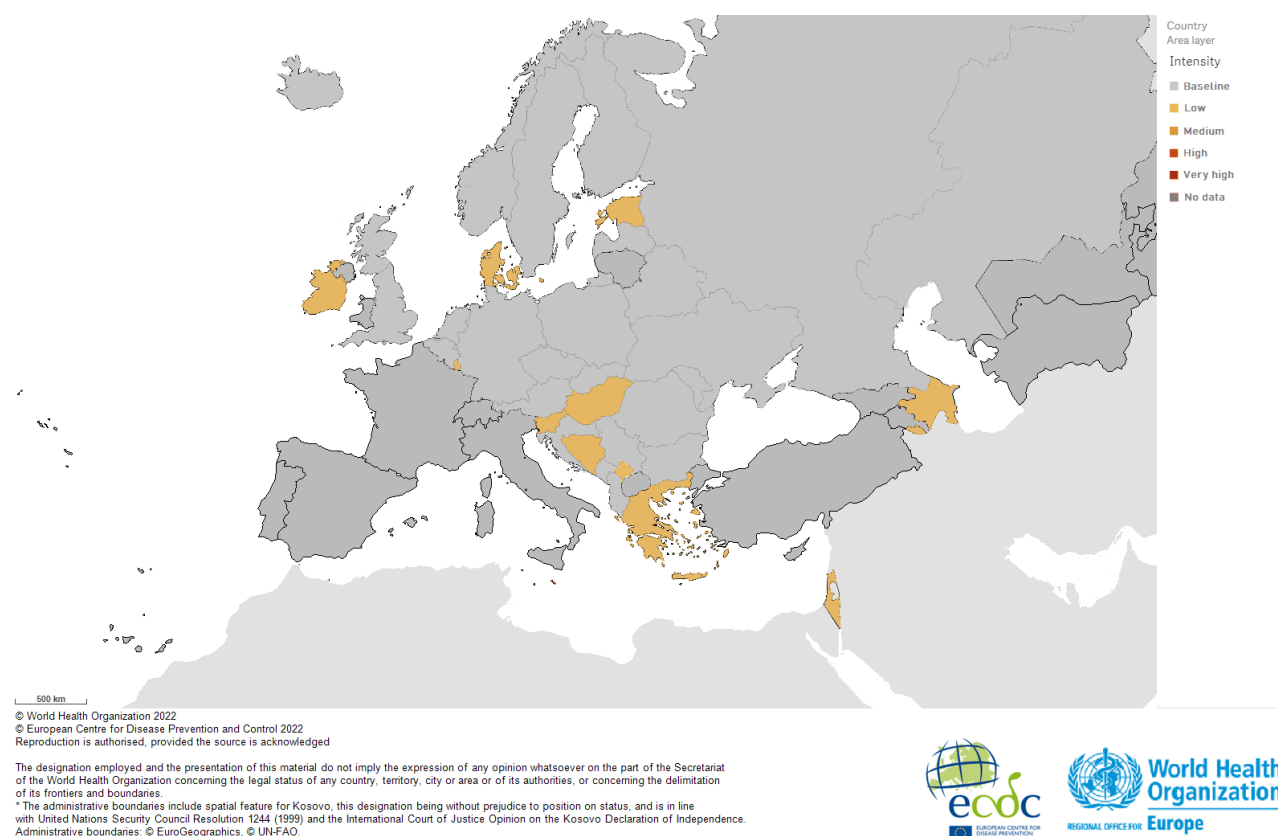 Country
Area layer
Intensity
Baseline
Low
Medium
High
Very high
No data
500 km
© World Health Organization 2022
© European Centre for Disease Prevention and Control 2022
Reproduction is authorised, provided the source is acknowledged
The designation employed and the presentation of this material do not imply the expression of any opinion whatsoever on the part of the Secretariat
of the World Health Organization concerning the legal status of any country, territory, city or area or of its authorities, or concerning the delimitation
of its frontiers and boundaries.
* The administrative boundaries include spatial feature for Kosovo, this designation being without prejudice to position on status, and is in line
with United Nations Security Council Resolution 1244 (1999) and the International Court of Justice Opinion on the Kosovo Declaration of Independence.
Administrative boundaries: © EuroGeographics, © UN-FAO.
ecdc
EUROPEAN CENTRE FOR
DISEASE PREVENTION
World Health
Organization
REGIONAL OFFICE FOR Europe